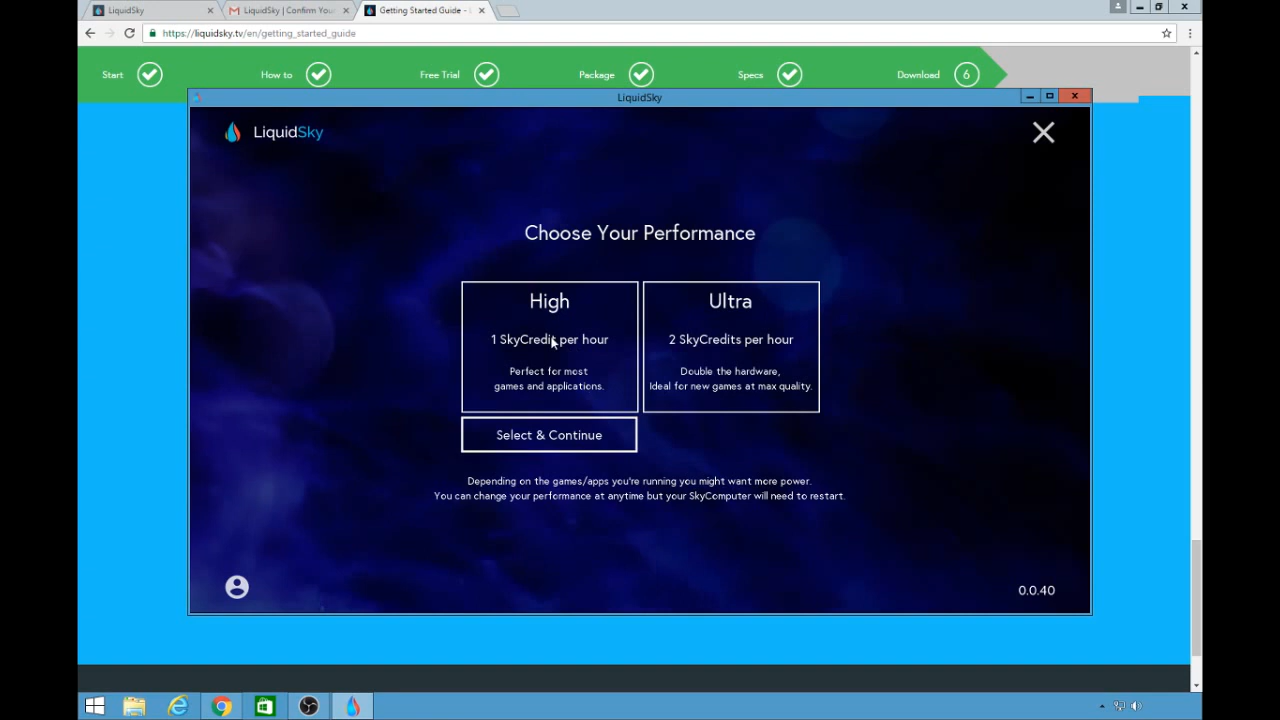 LiquidSky
LiquidSky | Confirm You
Getting Started Guide -
https://liquidsky.tv/en/getting_started_guide
Start
How to
Free Trial
Package
Specs
Download
6
LiquidSky
LiquidSky
Choose Your Performance
High
1 SkyCredit per hour
Perfect for most
games and applications.
Ultra
2 SkyCredits per hour
Double the hardware,
Ideal for new games at max quality.
Select & Continue
Depending on the games/apps you're running you might want more power.
You can change your performance at anytime but your SkyComputer will need to restart.
0.0.40